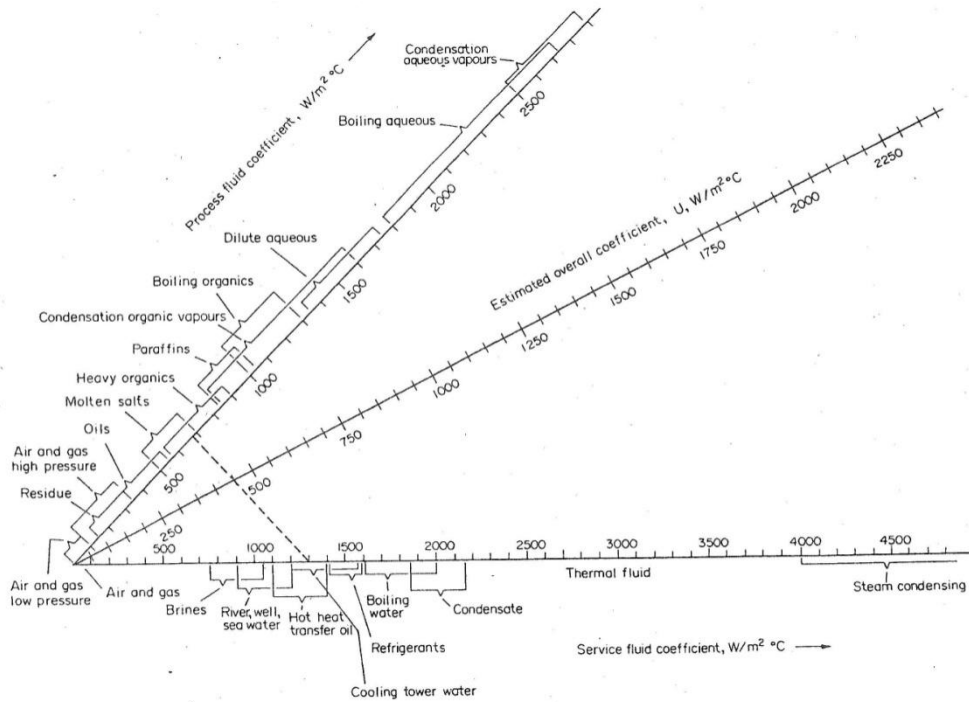 Condensation
aqueous vapours
Boiling aqueous
Process fluid coefficient, W/m² °C
Dilute aqueous
Boiling organics
Condensation organic vapours
Paraffins
Heavy organics
Molten salts
Oils
Air and gas
high pressure
Residue
Air and gas
low pressure
500
1000
1500
2000
2500
Estimated overall coefficient, U, W/m² °C
250
500
750
1000
1250
1500
1750
2000
2250
500
1000
1500
2000
2500
3000
3500
4000
4500
Air and gas
Brines
River, well,
sea water
Hot heat
transfer oil
Boiling
water
Refrigerants
Condensate
Cooling tower water
Thermal fluid
Steam condensing
Service fluid coefficient, W/m² °C